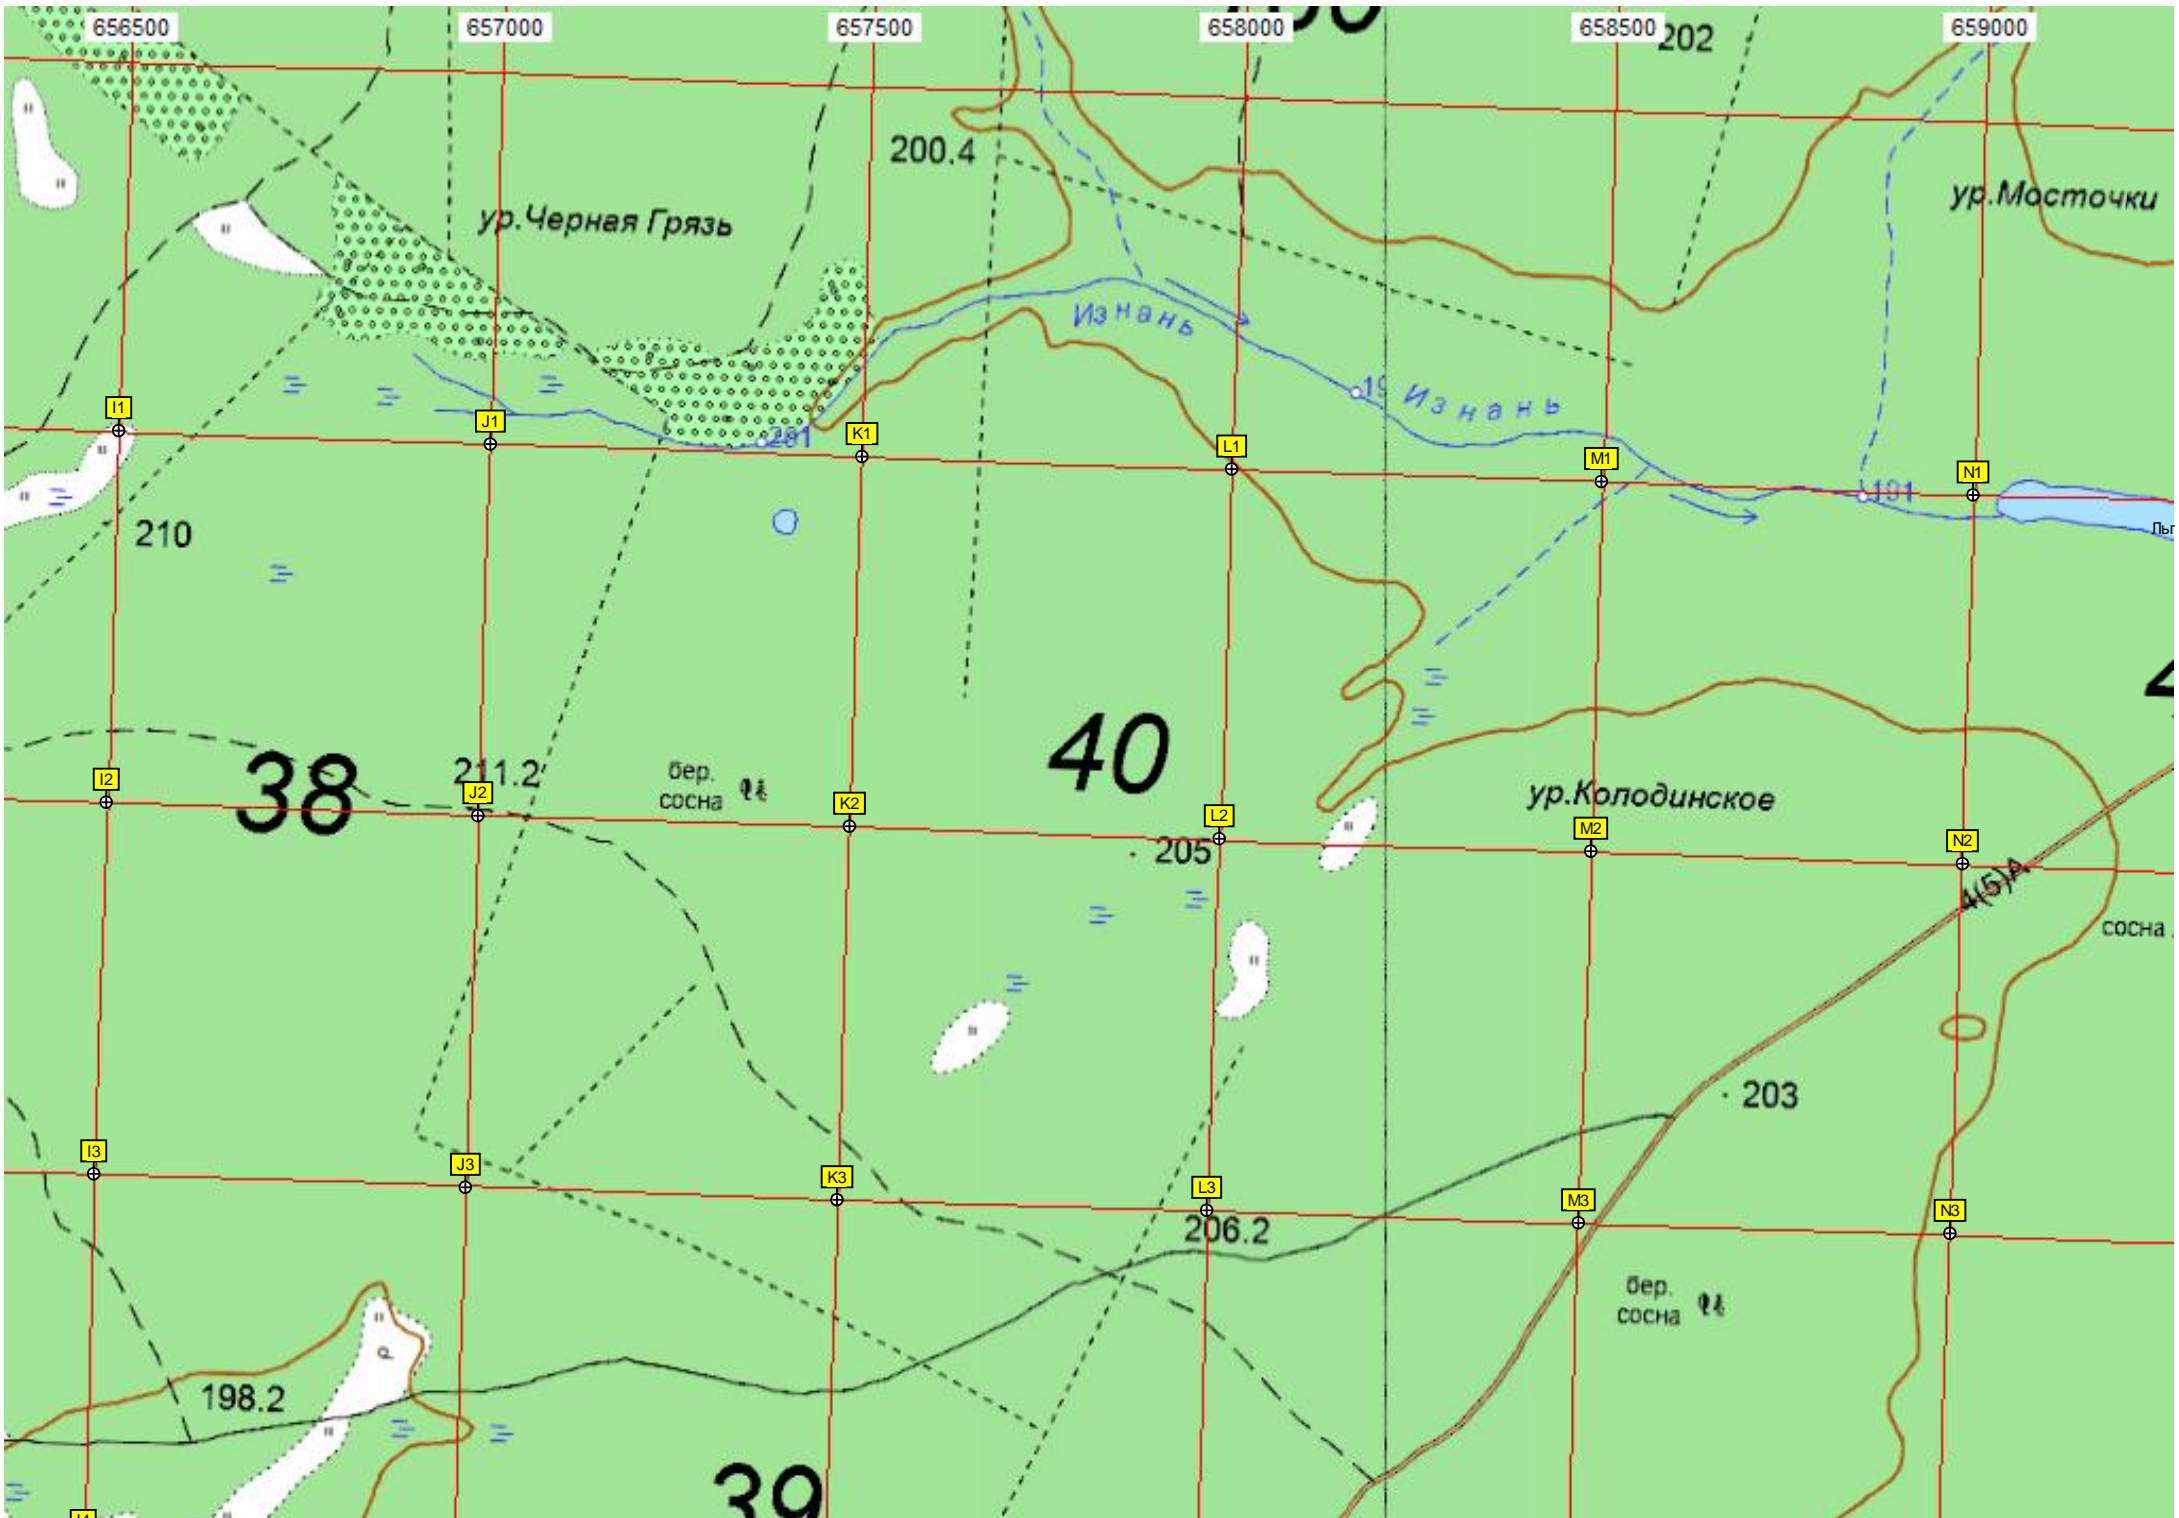 656500 657000 657500 658000 658500 659000
202
200.4
ур.Мосточки
ур.Черная Грязь
Изнань
Изнань
I1
J1
201
K1
L1
M1
191
N1
210
40
38
211.2
бер.
сосна
ур.Колодинское
I2
J2
K2
L2
M2
N2
205
4(5)А
сосна
203
I3
J3
K3
L3
M3
N3
206.2
бер.
сосна
р
198.2
39